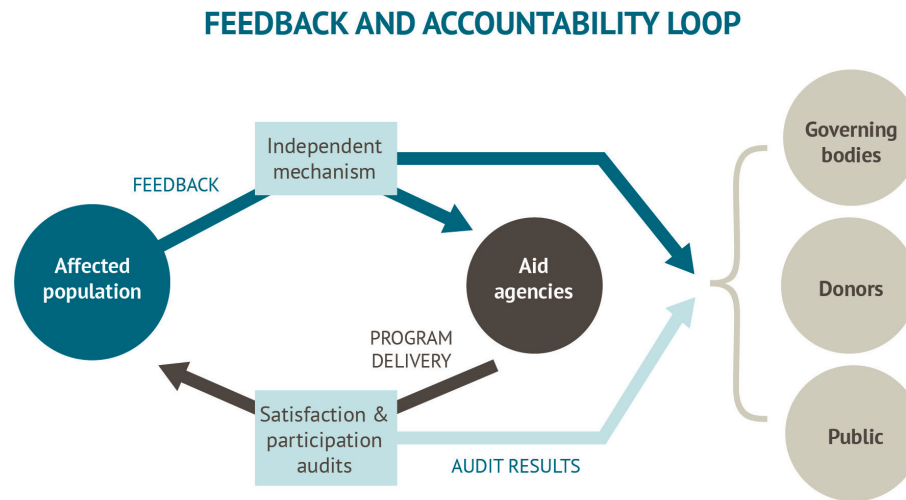 FEEDBACK AND ACCOUNTABILITY LOOP
Independent
mechanism
FEEDBACK
Affected
population
Aid
agencies
PROGRAM
DELIVERY
Satisfaction &
participation
audits
AUDIT RESULTS
Governing
bodies
Donors
Public